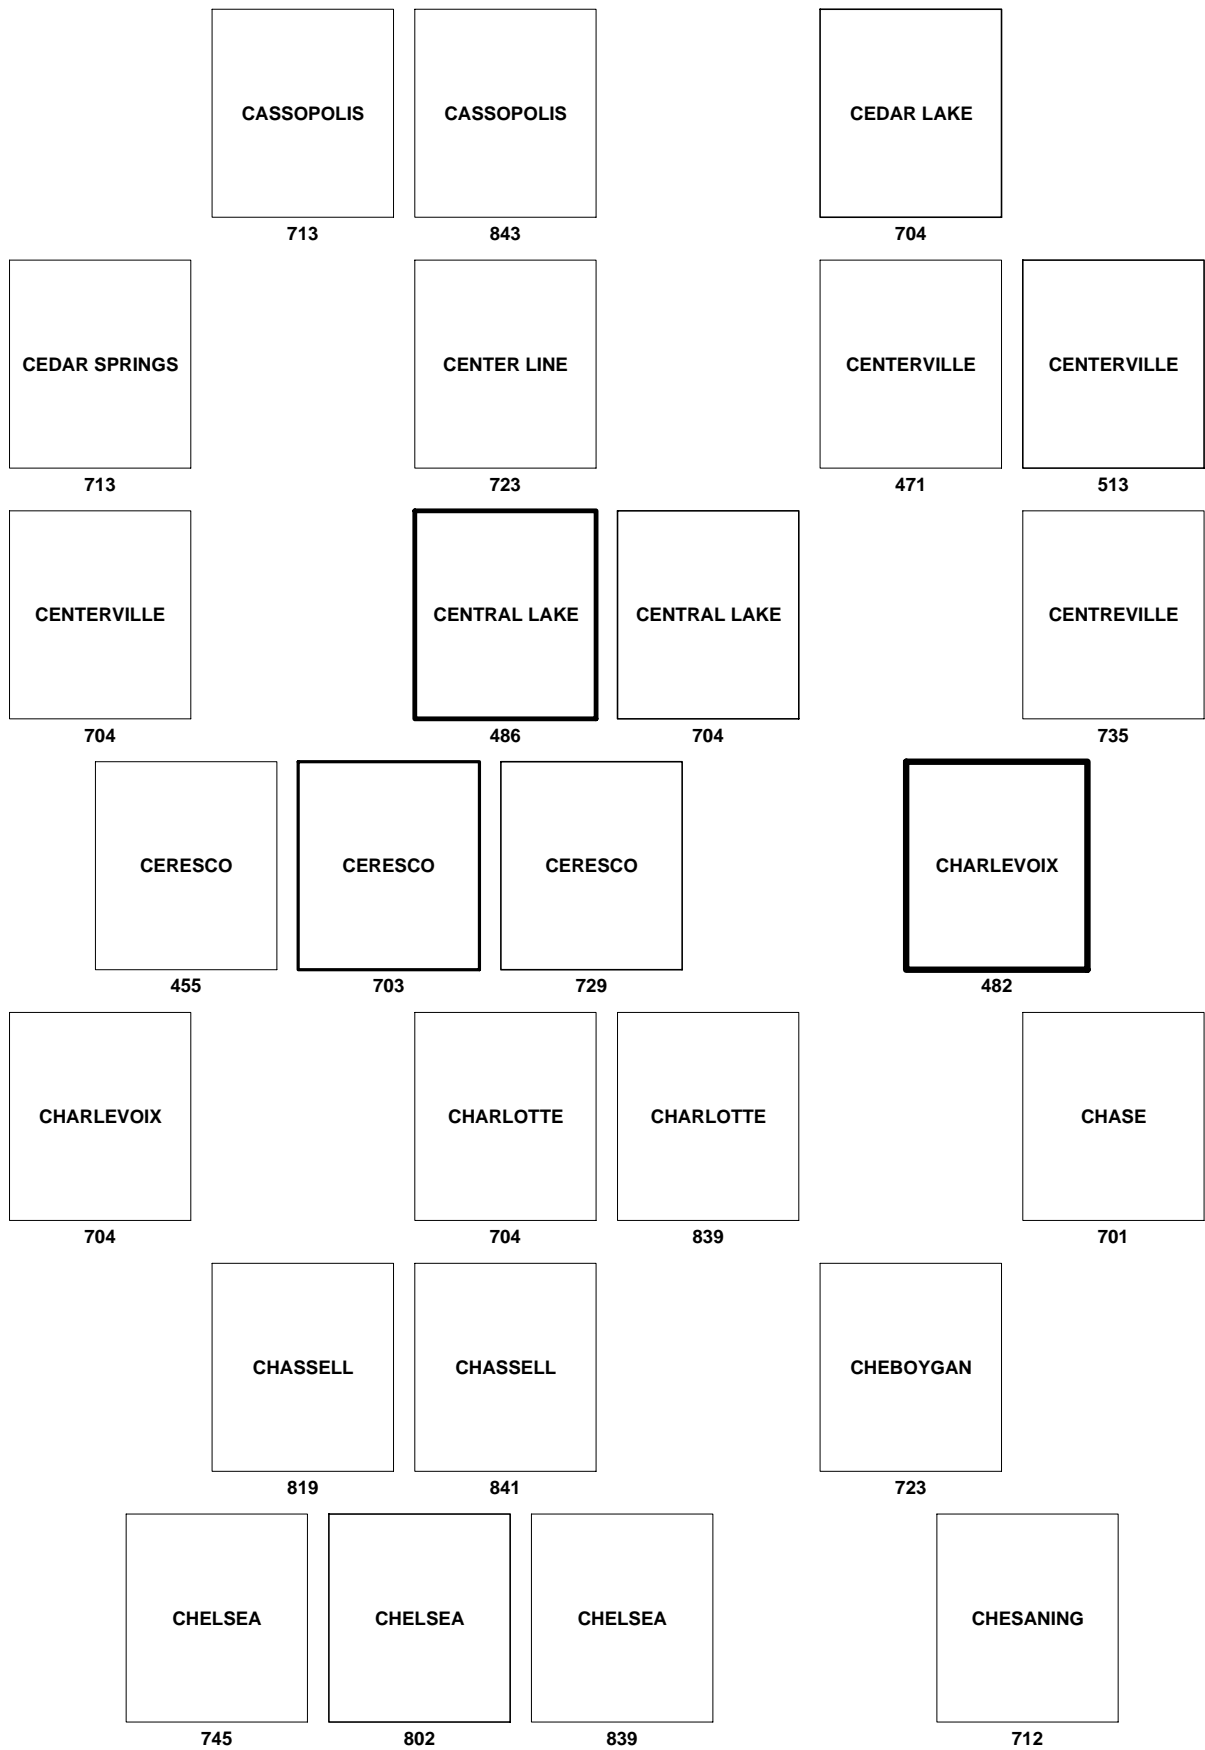 CASSOPOLIS CASSOPOLIS CEDAR LAKE
713 843 704
CEDAR SPRINGS CENTER LINE CENTERVILLE CENTERVILLE
713 723 471 513
CENTERVILLE CENTRAL LAKE CENTRAL LAKE CENTREVILLE
704 486 704 735
CERESCO CERESCO CERESCO CHARLEVOIX
455 703 729 482
CHARLEVOIX CHARLOTTE CHARLOTTE CHASE
704 704 839 701
CHASSELL CHASSELL CHEBOYGAN
819 841 723
CHELSEA CHELSEA CHELSEA CHESANING
745 802 839 712